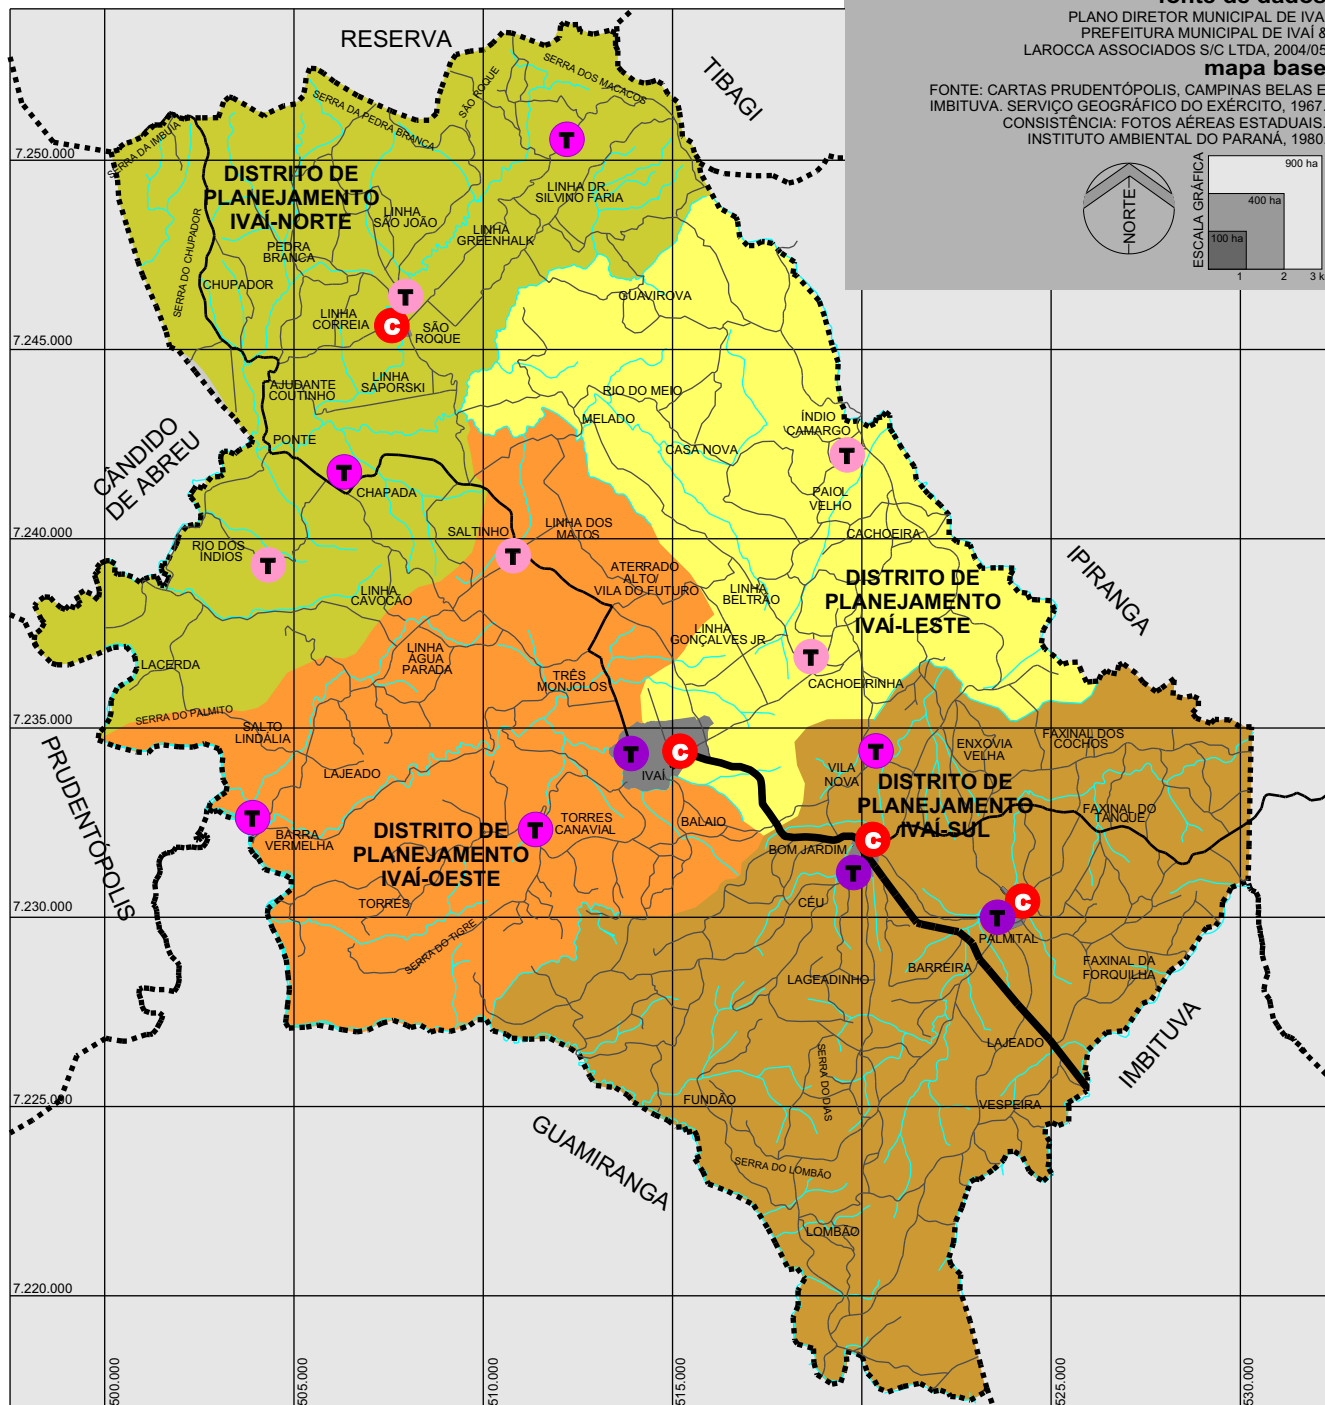 fonte de dados
PLANO DIRETOR MUNICIPAL DE IVA
PREFEITURA MUNICIPAL DE IVAÍ &
LAROCCA ASSOCIADOS S/C LTDA, 2004/05
mapa base
FONTE: CARTAS PRUDENTÓPOLIS, CAMPINAS BELAS E
IMBITUVA. SERVIÇO GEOGRÁFICO DO EXÉRCITO, 1967.
CONSISTÊNCIA: FOTOS AÉREAS ESTADUAIS.
INSTITUTO AMBIENTAL DO PARANÁ, 1980.
NORTE
ESCALA GRÁFICA
900 ha
400 ha
100 ha
1 2 3 k
RESERVA
TIBAGI
SERRA DOS MACACOS
SÃO ROQUE
SERRA DA PEDRA BRANCA
SERRA DA IMBUIA
T
7.250.000
DISTRITO DE
PLANEJAMENTO
IVAÍ-NORTE
LINHA DR.
SILVINO FARIA
LINHA
SÃO JOÃO
LINHA
GREENHALK
SERRA DO CHUPADOR
PEDRA
BRANCA
CHUPADOR
GUAVIROVA
T
LINHA
CORREIA
C
SÃO
ROQUE
7.245.000
AJUDANTE
COUTINHO
LINHA
SAPORSKI
RIO DO MEIO
MELADO
ÍNDIO
CAMARGO
CÂNDIDO
DE ABREU
PONTE
CASA NOVA
T
T
CHAPADA
PAIOL
VELHO
7.240.000
SALTINHO
LINHA DOS
MATOS
CACHOEIRA
RIO DOS
ÍNDIOS
T
T
ATERRADO
ALTO/
VILA DO FUTURO
IPIRANGA
LINHA
CAVOCÃO
LINHA
BELTRÃO
DISTRITO DE
PLANEJAMENTO
IVAÍ-LESTE
LINHA
GONÇALVES JR
LINHA
ÁGUA
PARADA
LACERDA
T
TRÊS
MONJOLOS
CACHOEIRINHA
7.235.000
SERRA DO PALMITO
SALTO
LINDÁLIA
FAXINAL DOS
COCHOS
ENXOVIA
VELHA
PRUDENTÓPOLIS
T
C
T
IVAÍ
LAJEADO
VILA
NOVA
DISTRITO DE
PLANEJAMENTO
IVAÍ-SUL
FAXINAL DO
TANQUE
T
BARRA
VERMELHA
DISTRITO DE
PLANEJAMENTO
IVAÍ-OESTE
T
TORRES
CANAVIAL
BALAIO
C
BOM JARDIM
T
CÉU
TORRES
7.230.000
C
T
PALMITAL
SERRA DO TIGRE
BARREIRA
FAXINAL DA
FORQUILHA
LAGEADINHO
LAJEADO
IMBITUVA
SERRA DO DIAS
7.225.000
FUNDÃO
VESPEIRA
GUAMIRANGA
SERRA DO LOMBÃO
LOMBÃO
7.220.000
500.000
505.000
510.000
515.000
525.000
530.000